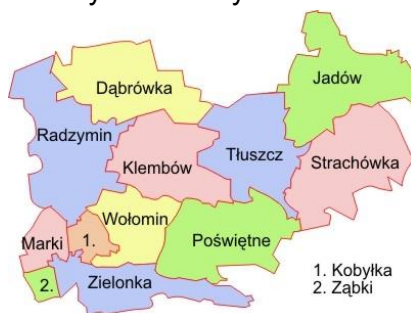 Dąbrówka
Jadów
Radzymin
Klembów
Tłuszcz
Strachówka
Wołomin
Marki
1.
Poświętne
2.
Zielonka
1. Kobyłka
2. Ząbki